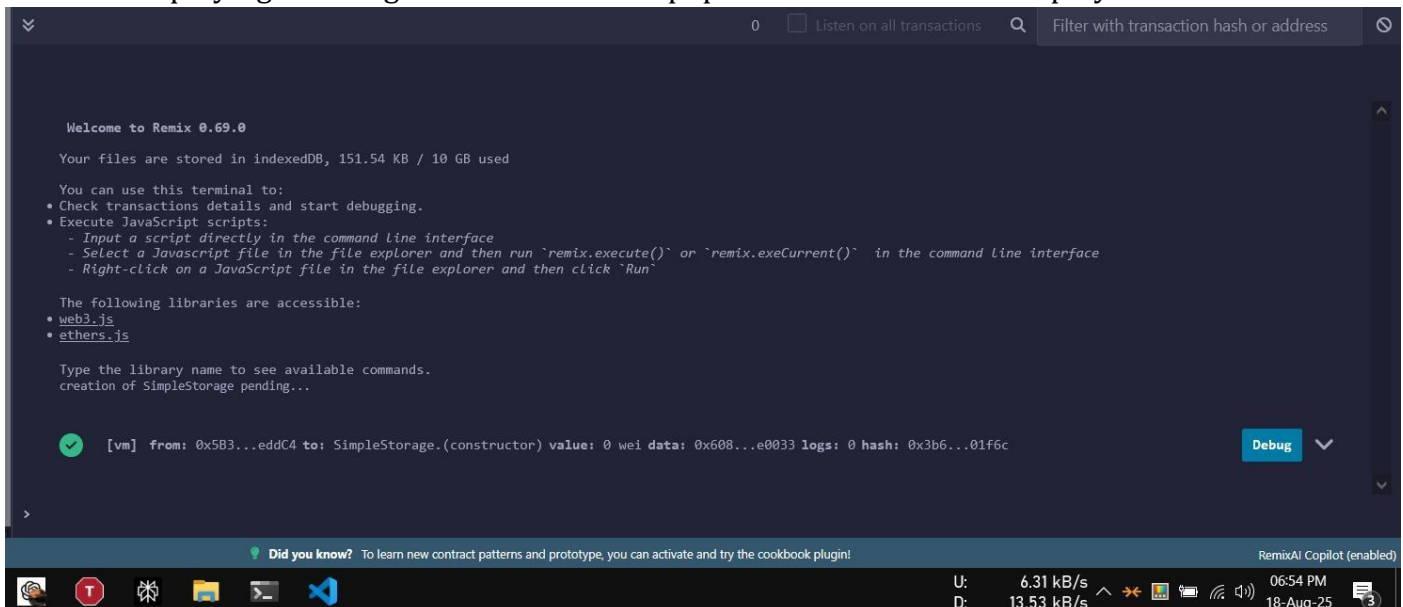 0 Listen on all transactions Filter with transaction hash or address
Welcome to Remix 0.69.0
Your files are stored in indexedDB, 151.54 KB / 10 GB used
You can use this terminal to:
• Check transactions details and start debugging.
• Execute JavaScript scripts:
- Input a script directly in the command line interface
- Select a Javascript file in the file explorer and then run `remix.execute()` or `remix.exeCurrent()` in the command line interface
- Right-click on a JavaScript file in the file explorer and then click `Run`
The following libraries are accessible:
• web3.js
• ethers.js
Type the library name to see available commands.
creation of SimpleStorage pending...
[vm] from: 0x5B3...eddC4 to: SimpleStorage.(constructor) value: 0 wei data: 0x608...e0033 logs: 0 hash: 0x3b6...01f6c Debug
>
Did you know? To learn new contract patterns and prototype, you can activate and try the cookbook plugin! RemixAI Copilot (enabled)
T
U: 6.31 kB/s 06:54 PM
D: 13.53 kB/s 18-Aug-25 3